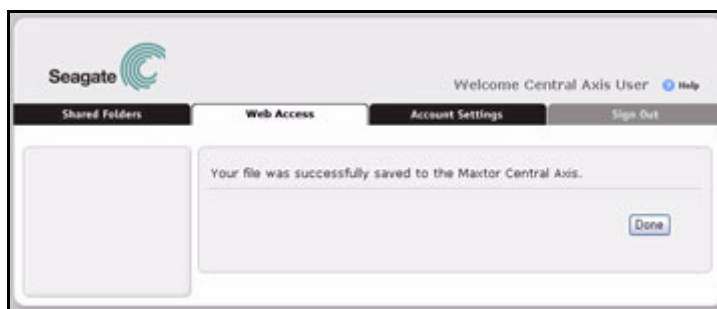 Seagate
Welcome Central Axis User ? Help
Shared Folders Web Access Account Settings Sign Out
Your file was successfully saved to the Maxtor Central Axis.
Done